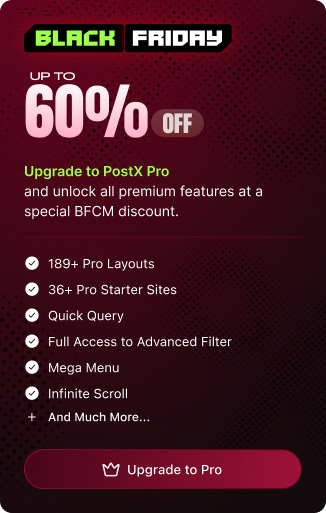 BLACK FRIDAY
UP TO
60% OFF
Upgrade to PostX Pro
and unlock all premium features at a
special BFCM discount.
189+ Pro Layouts
36+ Pro Starter Sites
Quick Query
Full Access to Advanced Filter
Mega Menu
Infinite Scroll
+ And Much More...
Upgrade to Pro